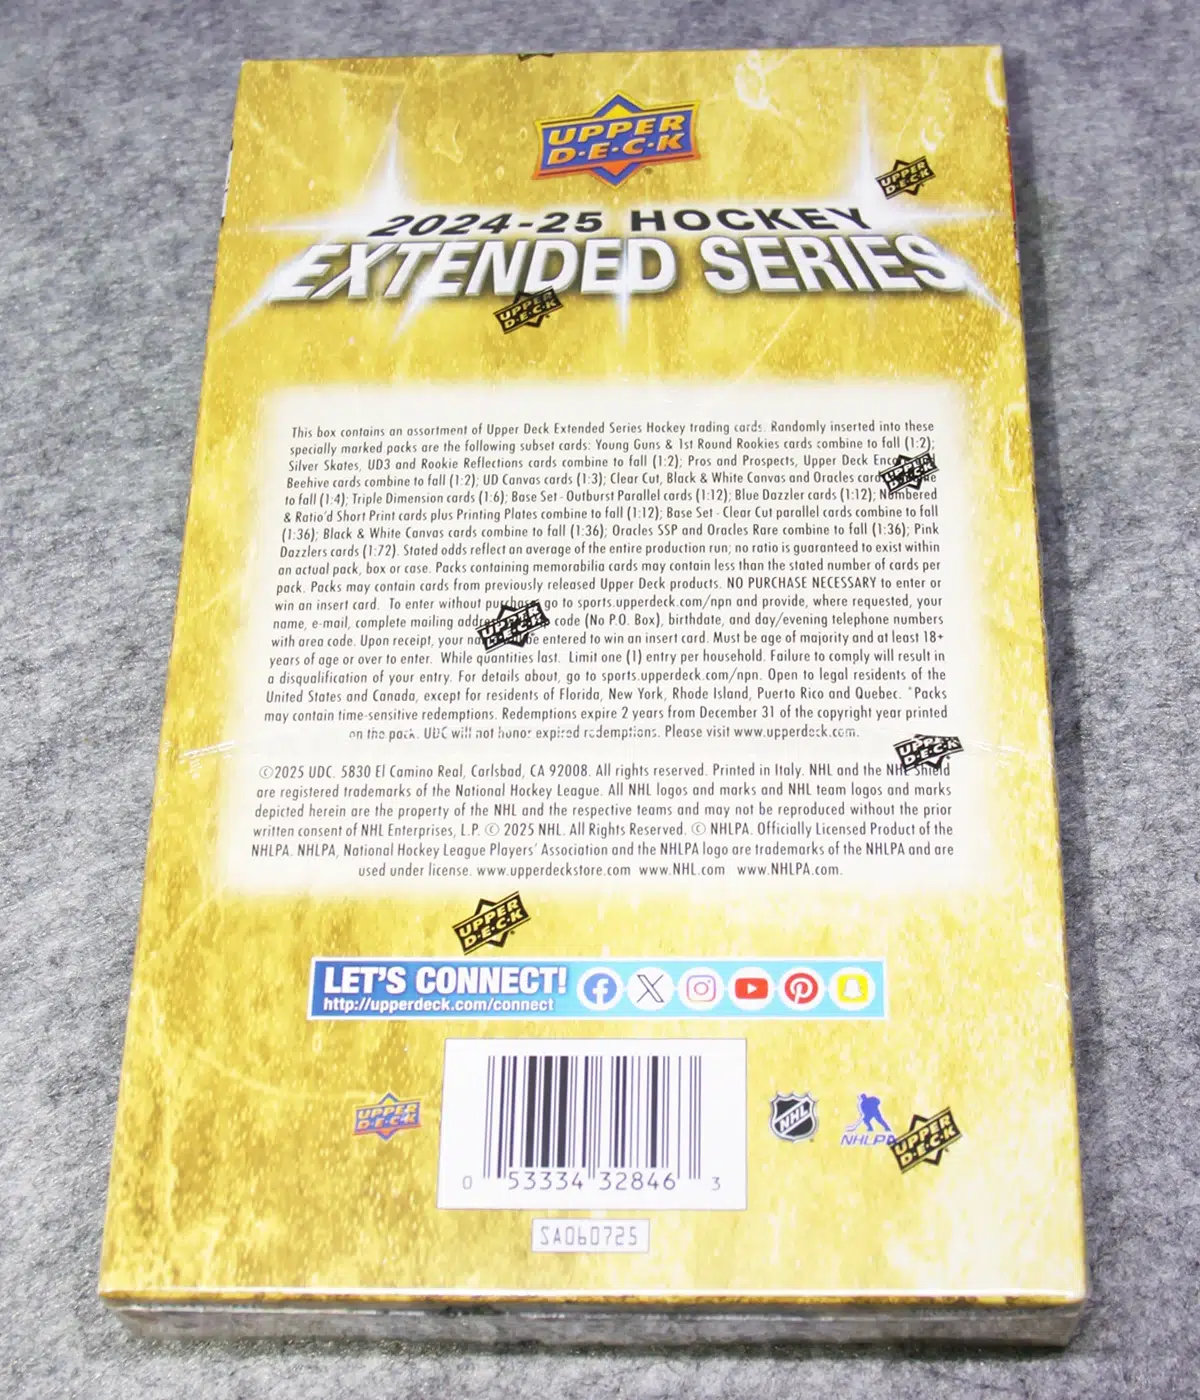 UPPER
D·E·C·K
UPPER
D·E·C·K
2024-25 HOCKEY
EXTENDED SERIES
UPPER
D·E·C·K
This box contains an assortment of Upper Deck Extended Series Hockey trading cards. Randomly inserted into these
specially marked packs are the following subset cards: Young Guns & 1st Round Rookies cards combine to fall (1:2);
Silver Skates, UD3 and Rookie Reflections cards combine to fall (1:2); Pros and Prospects, Upper Deck
Beehive cards combine to fall (1:2); UD Canvas cards (1:3); Clear Cut, Black & White Canvas and Oracles
to fall (1:4); Triple Dimension cards (1:6); Base Set - Outburst Parallel cards (1:12); Blue Dazzler cards (1:12); Numbered
& Ratio'd Short Print cards plus Printing Plates combine to fall (1:12); Base Set - Clear Cut parallel cards combine to fall
(1:36); Black & White Canvas cards combine to fall (1:36); Oracles SSP and Oracles Rare combine to fall (1:36); Pink
Dazzlers cards (1:72). Stated odds reflect an average of the entire production run; no ratio is guaranteed to exist within
an actual pack, box or case. Packs containing memorabilia cards may contain less than the stated number of cards per
pack. Packs may contain cards from previously released Upper Deck products. NO PURCHASE NECESSARY to enter or
win an insert card. To enter without purchase go to sports.upperdeck.com/npn and provide, where requested, your
name, e-mail, complete mailing code (No P.O. Box), birthdate, and day/evening telephone numbers
with area code. Upon receipt, your be entered to win an insert card. Must be age of majority and at least 18+
years of age or over to enter. While quantities last. Limit one (1) entry per household. Failure to comply will result in
a disqualification of your entry. For details about, go to sports.upperdeck.com/npn. Open to legal residents of the
United States and Canada, except for residents of Florida, New York, Rhode Island, Puerto Rico and Quebec. *Packs
may contain time-sensitive redemptions. Redemptions expire 2 years from December 31 of the copyright year printed
on the pack. UDC will not honor expired redemptions. Please visit www.upperdeck.com.
UPPER
D·E·C·K
UPPER
D·E·C·K
UPPER
D·E·C·K
©2025 UDC. 5830 El Camino Real, Carlsbad, CA 92008. All rights reserved. Printed in Italy. NHL and the NHL Shield
are registered trademarks of the National Hockey League. All NHL logos and marks and NHL team logos and marks
depicted herein are the property of the NHL and the respective teams and may not be reproduced without the prior
written consent of NHL Enterprises, L.P. © 2025 NHL. All Rights Reserved. © NHLPA. Officially Licensed Product of the
NHLPA. NHLPA, National Hockey League Players' Association and the NHLPA logo are trademarks of the NHLPA and are
used under license. www.upperdeckstore.com www.NHL.com www.NHLPA.com.
UPPER
D·E·C·K
LET'S CONNECT!
http://upperdeck.com/connect
UPPER
D·E·C·K
NHL
NHLPA
UPPER
D·E·C·K
0 53334 32846 3
SA060725